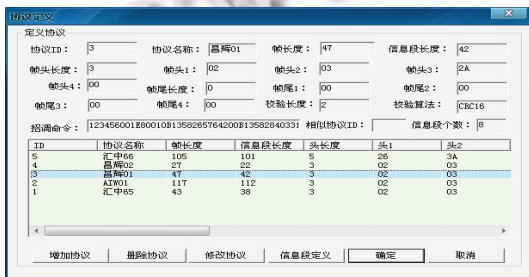 协议定义
定义协议
协议ID： 3 协议名称： 昌辉01 帧长度： 47 信息段长度： 42
帧头长度： 3 帧头1： 02 帧头2： 03 帧头3： 2A
帧头4： 00 帧尾长度： 0 帧尾1： 00 帧尾2： 00
帧尾3： 00 帧尾4： 00 校验长度： 2 校验算法： CRC16
招调命令： 123456001E80010B1358265764200B13582840331 相似协议ID： 信息段个数： 8
ID 协议名称 帧长度 信息段长度 头长度 头1 头2
5 汇中66 105 101 5 26 3A
4 昌辉02 27 22 3 02 03
3 昌辉01 47 42 3 02 03
2 AIW01 117 112 3 02 03
1 汇中65 43 38 3 02 03
增加协议 删除协议 修改协议 信息段定义 确定 取消